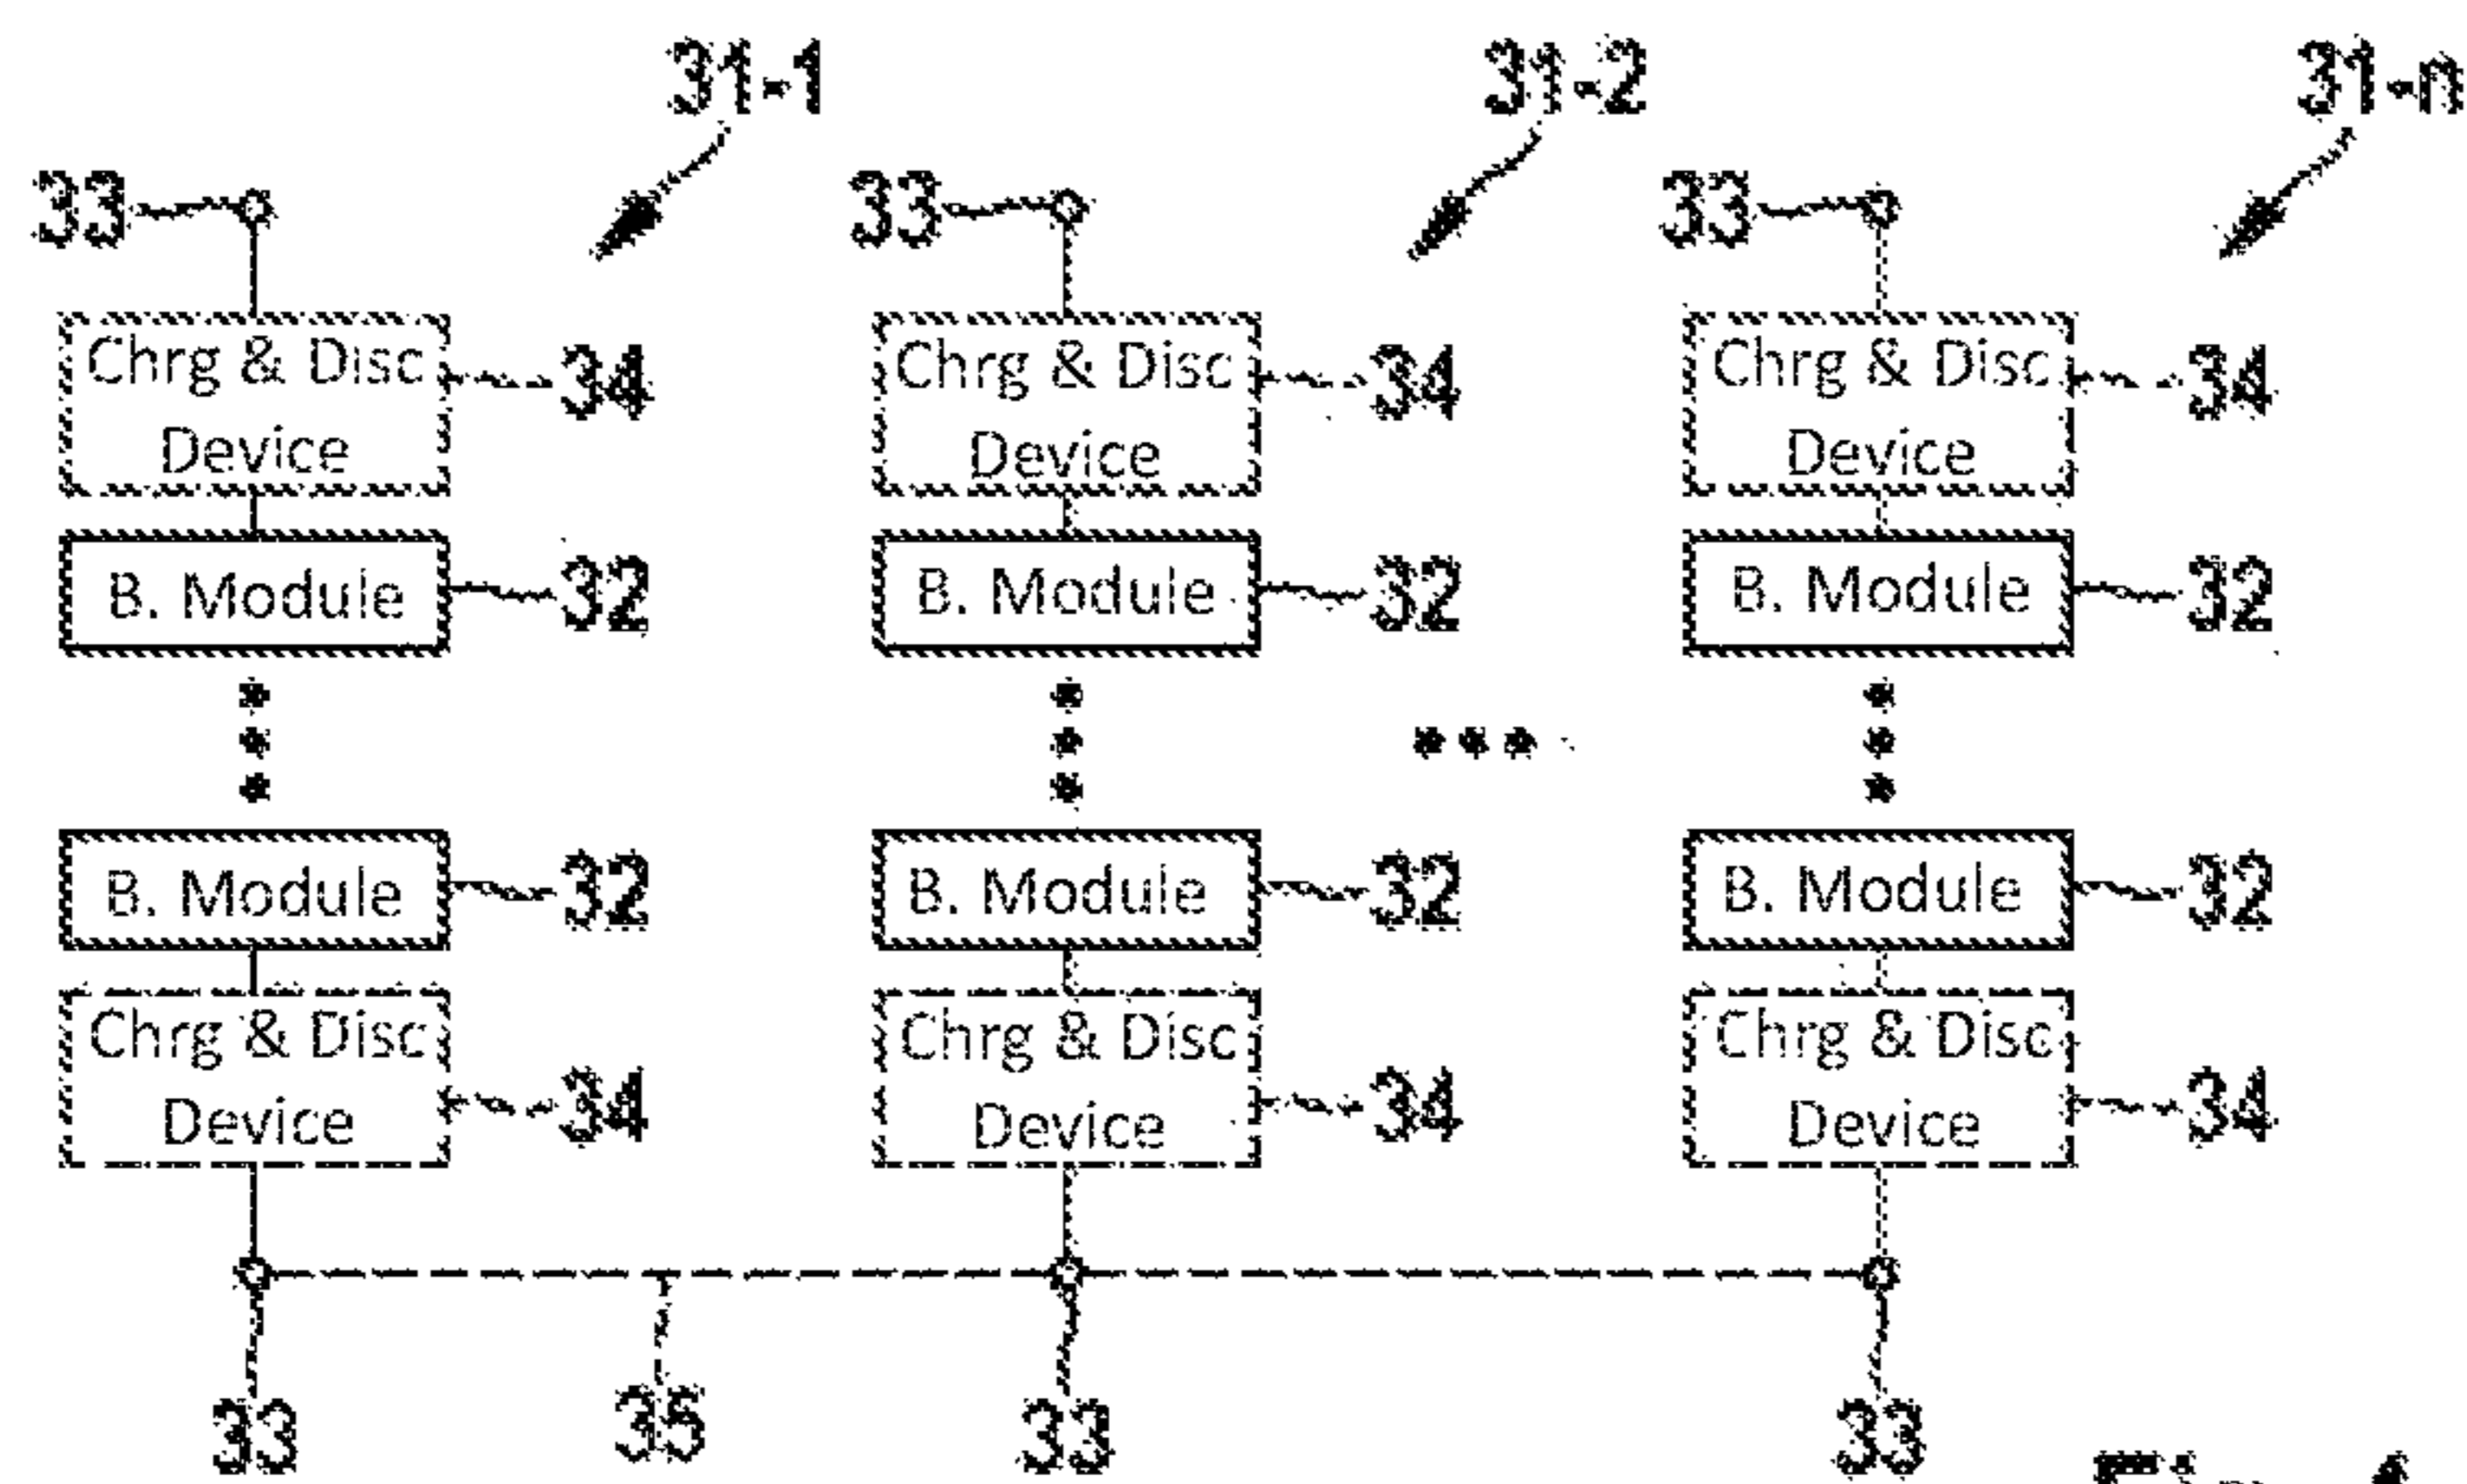 31-1 31-2 31-n
33 33 33
Chrg & Disc Device 34 Chrg & Disc Device 34 Chrg & Disc Device 34
B. Module 32 B. Module 32 B. Module 32
B. Module 32 B. Module 32 B. Module 32
Chrg & Disc Device 34 Chrg & Disc Device 34 Chrg & Disc Device 34
33 35 33 33